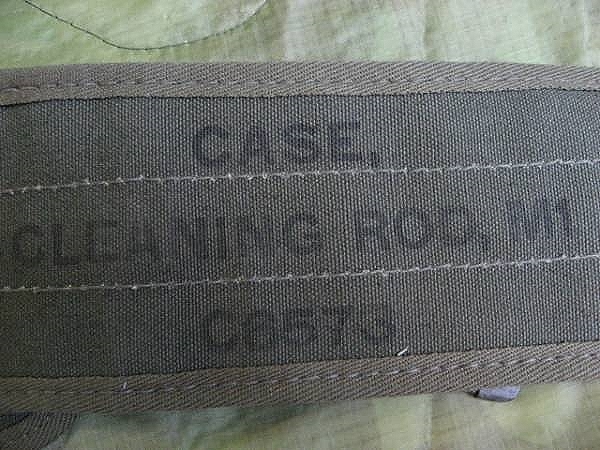 CASE,
CLEANING ROD, M1
C6573